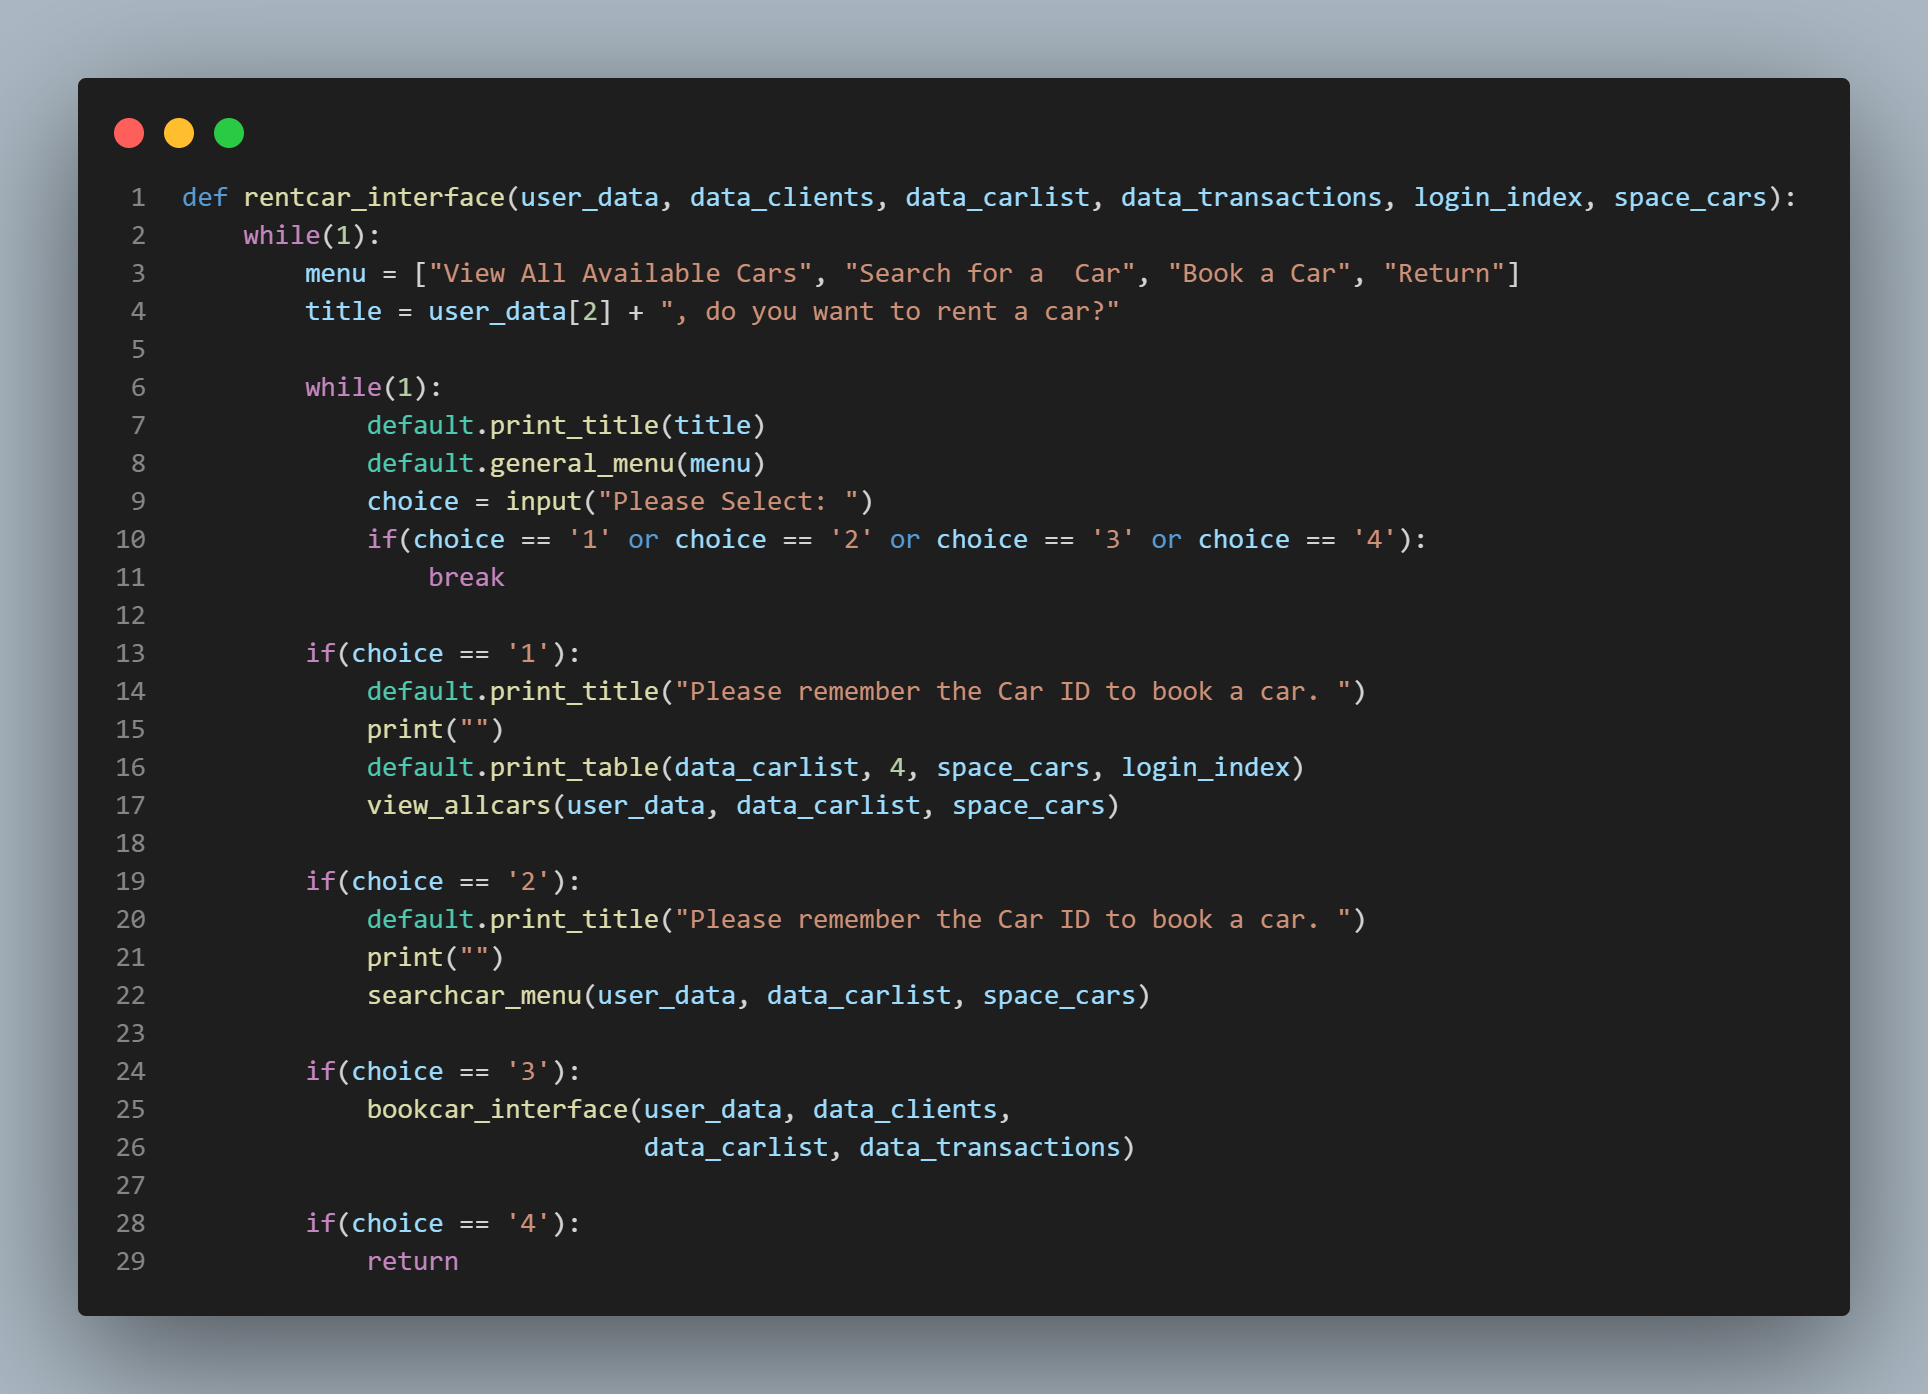 1 def rentcar_interface(user_data, data_clients, data_carlist, data_transactions, login_index, space_cars):
2     while(1):
3         menu = ["View All Available Cars", "Search for a  Car", "Book a Car", "Return"]
4         title = user_data[2] + ", do you want to rent a car?"
5
6         while(1):
7             default.print_title(title)
8             default.general_menu(menu)
9             choice = input("Please Select: ")
10             if(choice == '1' or choice == '2' or choice == '3' or choice == '4'):
11                 break
12
13         if(choice == '1'):
14             default.print_title("Please remember the Car ID to book a car. ")
15             print("")
16             default.print_table(data_carlist, 4, space_cars, login_index)
17             view_allcars(user_data, data_carlist, space_cars)
18
19         if(choice == '2'):
20             default.print_title("Please remember the Car ID to book a car. ")
21             print("")
22             searchcar_menu(user_data, data_carlist, space_cars)
23
24         if(choice == '3'):
25             bookcar_interface(user_data, data_clients,
26                               data_carlist, data_transactions)
27
28         if(choice == '4'):
29             return